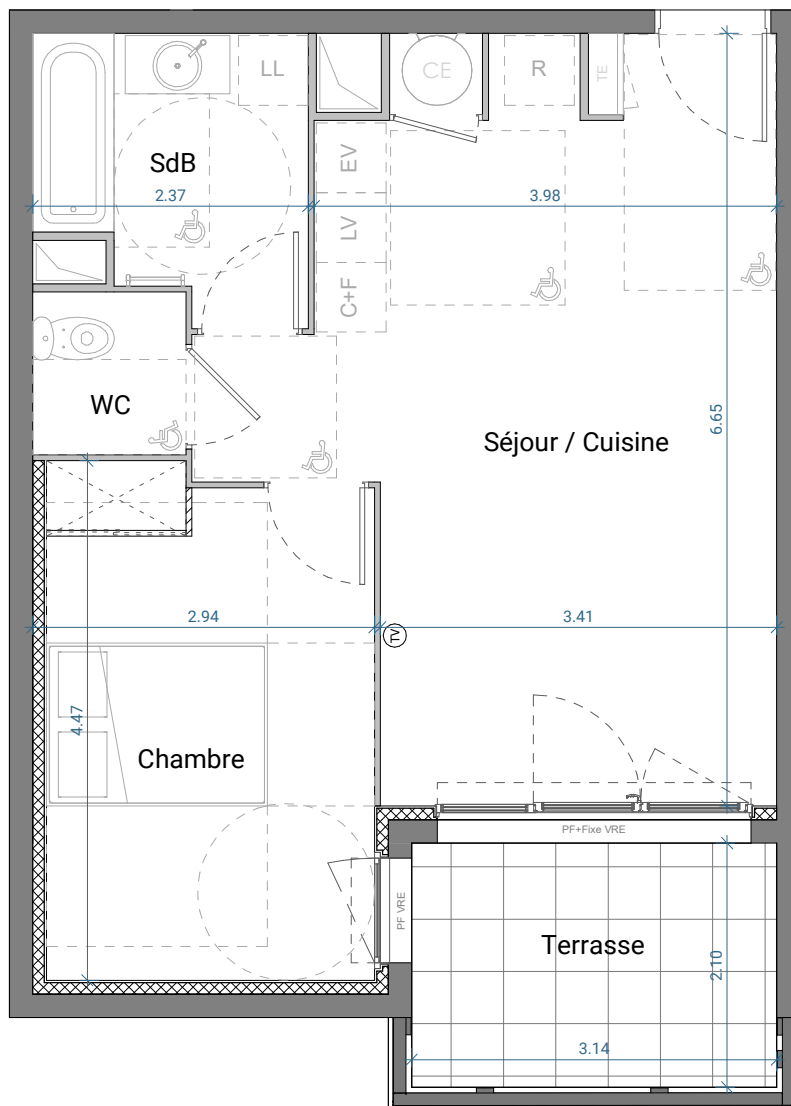 LL
CE
R
TE
SdB
EV
2.37
3.98
LV
C+F
WC
6.65
Séjour / Cuisine
2.94
TV
3.41
4.47
Chambre
PF+Fixe VRE
PF VRE
Terrasse
2.10
3.14